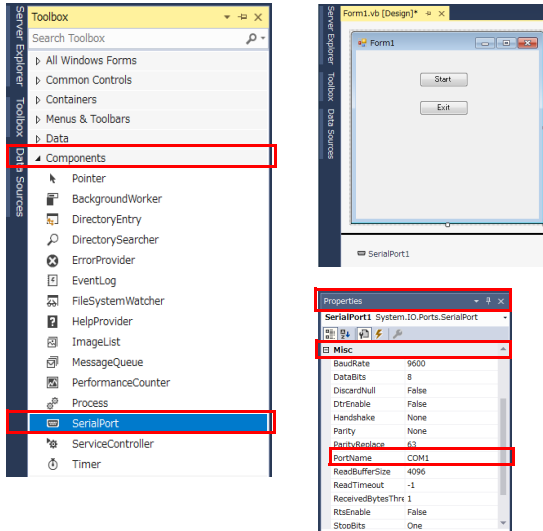 Server Explorer
Toolbox
Data Sources
Toolbox
Search Toolbox
All Windows Forms
Common Controls
Containers
Menus & Toolbars
Data
Components
Pointer
BackgroundWorker
DirectoryEntry
DirectorySearcher
ErrorProvider
EventLog
FileSystemWatcher
HelpProvider
ImageList
MessageQueue
PerformanceCounter
Process
SerialPort
ServiceController
Timer
Server Explorer
Toolbox
Data Sources
Form1.vb [Design]*
Form1
Start
Exit
SerialPort1
Properties
SerialPort1 System.IO.Ports.SerialPort
Misc
BaudRate 9600
DataBits 8
DiscardNull False
DtrEnable False
Handshake None
Parity None
ParityReplace 63
PortName COM1
ReadBufferSize 4096
ReadTimeout -1
ReceivedBytesThre 1
RtsEnable False
StopBits One